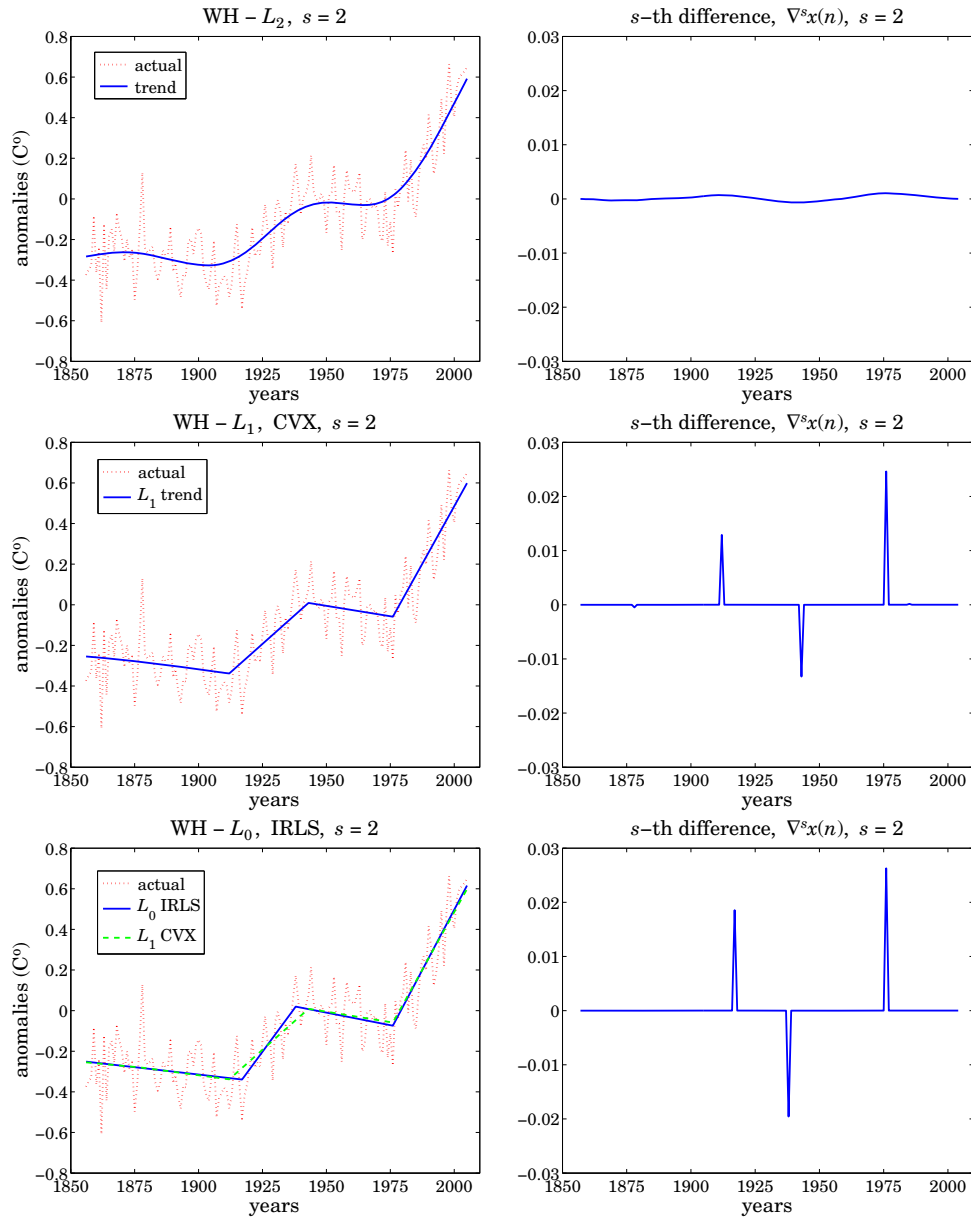 WH – L₂, s = 2
0.8
0.6
0.4
0.2
0
−0.2
−0.4
−0.6
−0.8
1850 1875 1900 1925 1950 1975 2000
years
anomalies (Cᵒ)
actual
trend
s–th difference, ∇ˢx(n), s = 2
0.03
0.02
0.01
0
−0.01
−0.02
−0.03
1850 1875 1900 1925 1950 1975 2000
years
WH – L₁, CVX, s = 2
0.8
0.6
0.4
0.2
0
−0.2
−0.4
−0.6
−0.8
1850 1875 1900 1925 1950 1975 2000
years
anomalies (Cᵒ)
actual
L₁ trend
s–th difference, ∇ˢx(n), s = 2
0.03
0.02
0.01
0
−0.01
−0.02
−0.03
1850 1875 1900 1925 1950 1975 2000
years
WH – L₀, IRLS, s = 2
0.8
0.6
0.4
0.2
0
−0.2
−0.4
−0.6
−0.8
1850 1875 1900 1925 1950 1975 2000
years
anomalies (Cᵒ)
actual
L₀ IRLS
L₁ CVX
s–th difference, ∇ˢx(n), s = 2
0.03
0.02
0.01
0
−0.01
−0.02
−0.03
1850 1875 1900 1925 1950 1975 2000
years